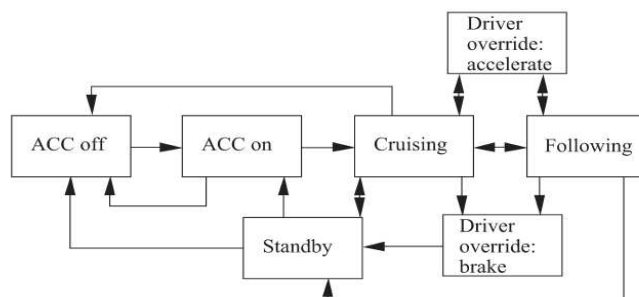 Driver
override:
accelerate
ACC off
ACC on
Cruising
Following
Standby
Driver
override:
brake